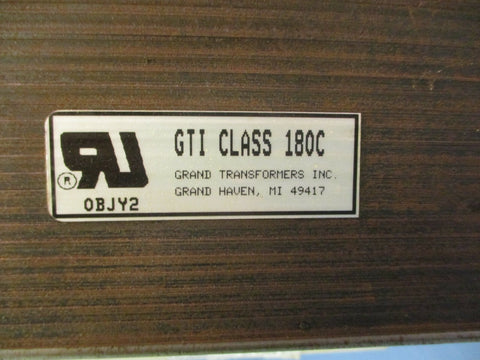 GTI CLASS 180C
GRAND TRANSFORMERS INC.
GRAND HAVEN, MI 49417
®
OBJY2